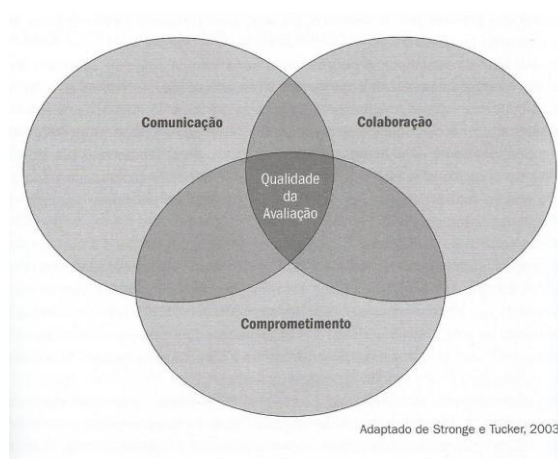 Comunicação
Colaboração
Qualidade
da
Avaliação
Comprometimento
Adaptado de Stronge e Tucker, 2003